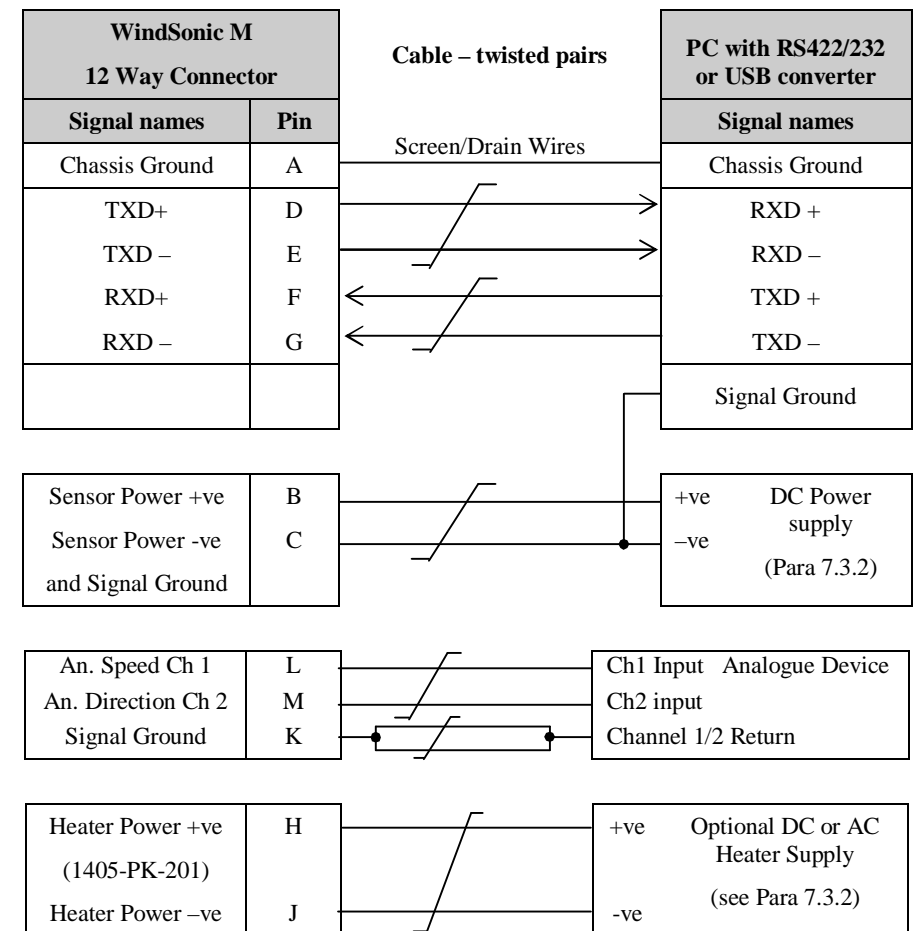 WindSonic M
12 Way Connector
Cable – twisted pairs
PC with RS422/232
or USB converter
Signal names Pin
Signal names
Screen/Drain Wires
Chassis Ground A
Chassis Ground
TXD+ D
RXD +
TXD – E
RXD –
RXD+ F
TXD +
RXD – G
TXD –
Signal Ground
Sensor Power +ve B
+ve DC Power
supply
Sensor Power -ve C
–ve
(Para 7.3.2)
and Signal Ground
An. Speed Ch 1 L
Ch1 Input Analogue Device
An. Direction Ch 2 M
Ch2 input
Signal Ground K
Channel 1/2 Return
Heater Power +ve H
+ve Optional DC or AC
Heater Supply
(1405-PK-201)
(see Para 7.3.2)
Heater Power –ve J
-ve